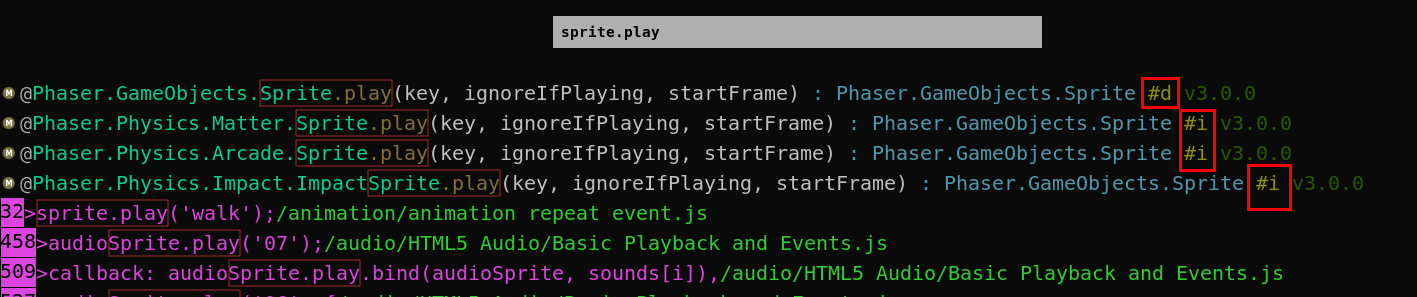 sprite.play
M @Phaser.GameObjects.Sprite.play(key, ignoreIfPlaying, startFrame) : Phaser.GameObjects.Sprite #d v3.0.0
M @Phaser.Physics.Matter.Sprite.play(key, ignoreIfPlaying, startFrame) : Phaser.GameObjects.Sprite #i v3.0.0
M @Phaser.Physics.Arcade.Sprite.play(key, ignoreIfPlaying, startFrame) : Phaser.GameObjects.Sprite #i v3.0.0
M @Phaser.Physics.Impact.ImpactSprite.play(key, ignoreIfPlaying, startFrame) : Phaser.GameObjects.Sprite #i v3.0.0
32>sprite.play('walk');/animation/animation repeat event.js
458>audioSprite.play('07');/audio/HTML5 Audio/Basic Playback and Events.js
509>callback: audioSprite.play.bind(audioSprite, sounds[i]),/audio/HTML5 Audio/Basic Playback and Events.js